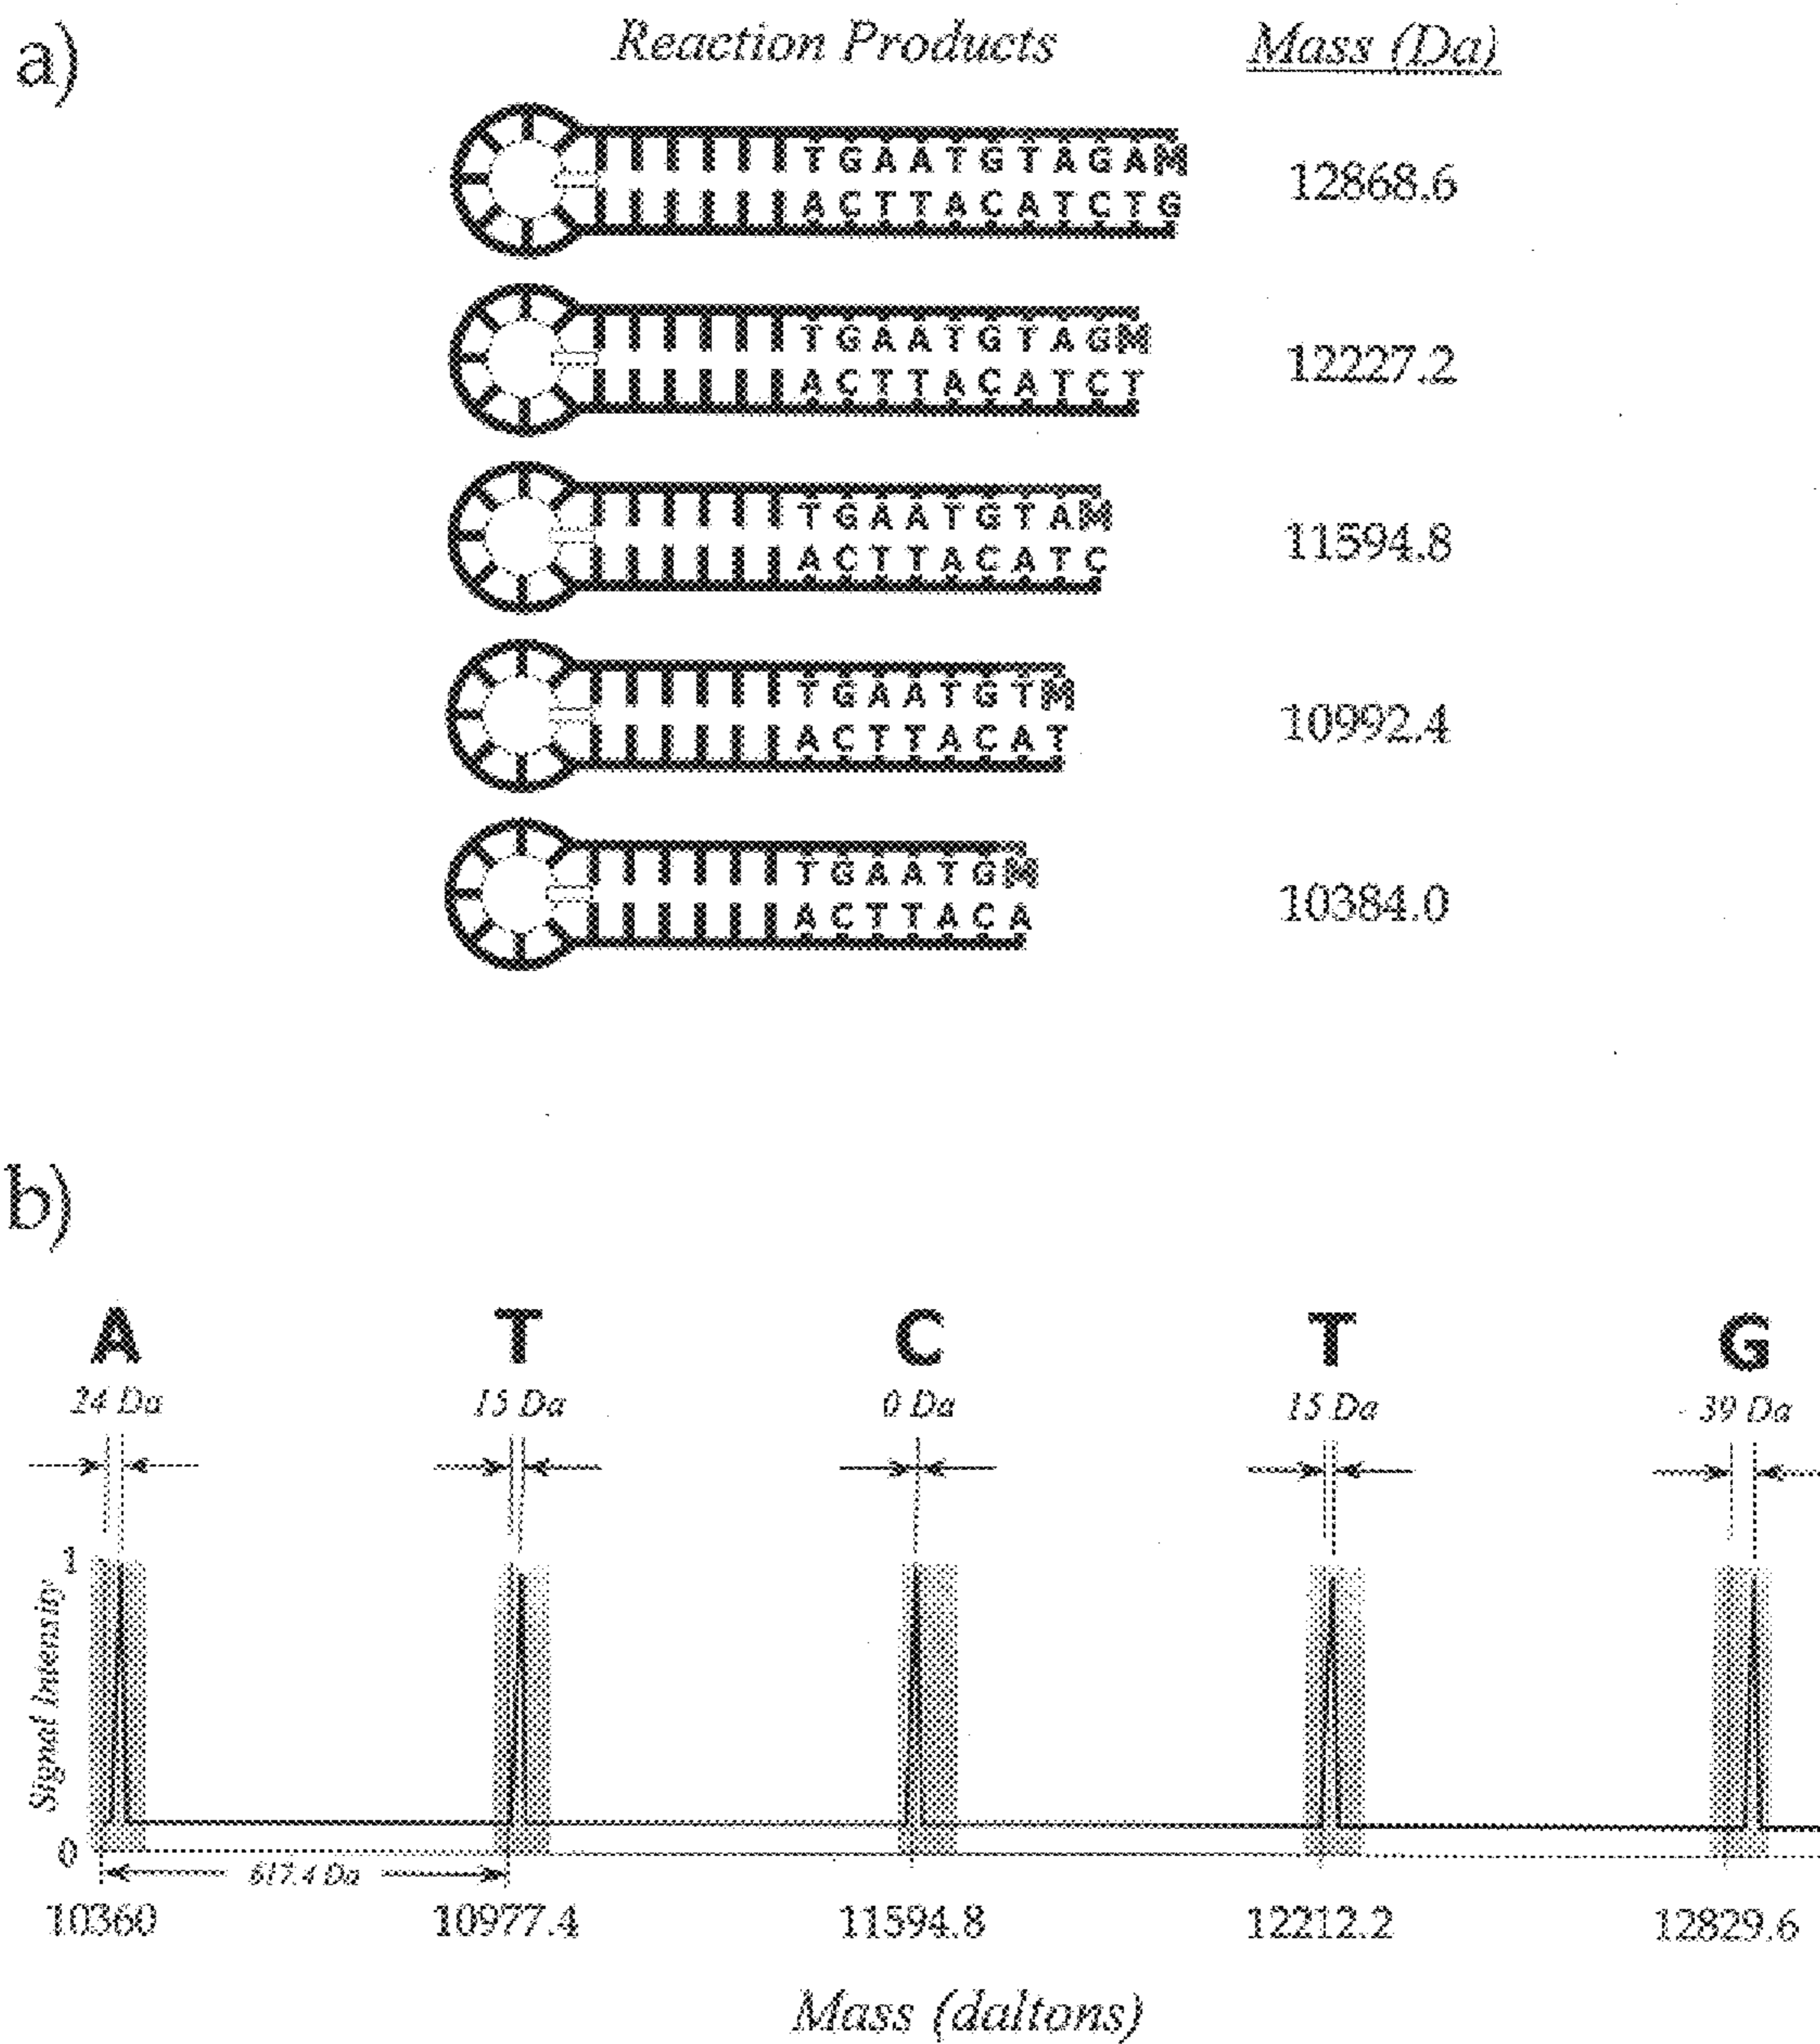 a)
Reaction Products Mass (Da)
TGAATGTAGAM
12868.6
ACTTACATCTG
TGAATGTAGM
12227.2
ACTTACATCT
TGAATGTAM
11594.8
ACTTACATC
TGAATGTM
10992.4
ACTTACAT
TGAATGM
10384.0
ACTTACA
b)
A T C T G
24 Da 15 Da 0 Da 15 Da 39 Da
1
Signal Intensity
0
617.4 Da
10360 10977.4 11594.8 12212.2 12829.6
Mass (daltons)